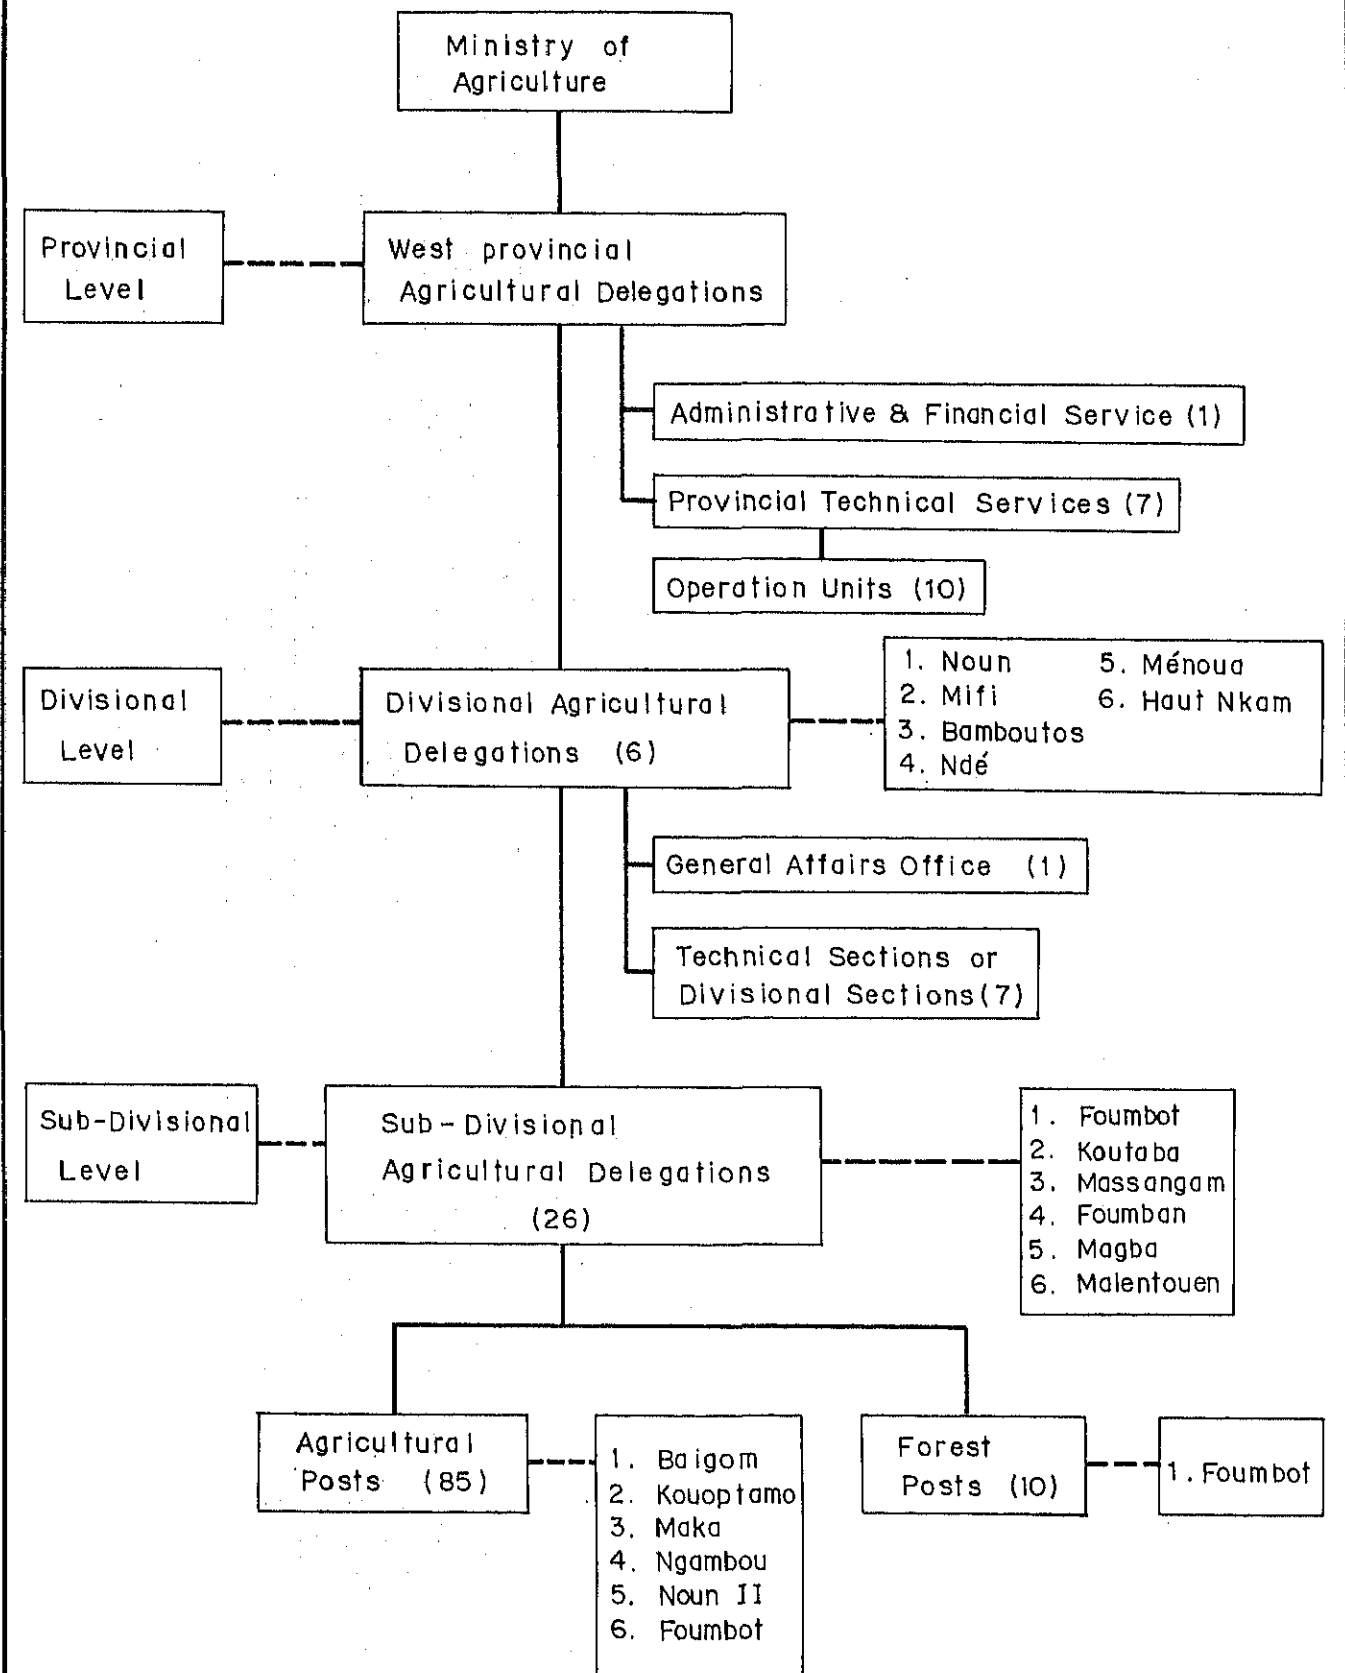 Ministry of
Agriculture
Provincial
Level
West provincial
Agricultural Delegations
Administrative & Financial Service (1)
Provincial Technical Services (7)
Operation Units (10)
Divisional
Level
Divisional Agricultural
Delegations (6)
1. Noun 5. Ménoua
2. Mifi 6. Haut Nkam
3. Bamboutos
4. Ndé
General Affairs Office (1)
Technical Sections or
Divisional Sections (7)
Sub-Divisional
Level
Sub-Divisional
Agricultural Delegations
(26)
1. Foumbot
2. Koutaba
3. Massangam
4. Foumban
5. Magba
6. Malentouen
Agricultural
Posts (85)
1. Baigom
2. Kouoptamo
3. Maka
4. Ngambou
5. Noun II
6. Foumbot
Forest
Posts (10)
1. Foumbot